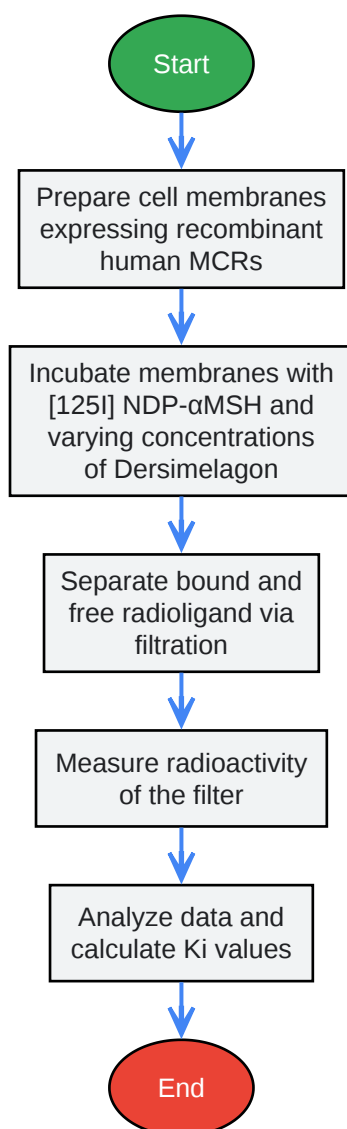 Start
Prepare cell membranes
expressing recombinant
human MCRs
Incubate membranes with
[125I] NDP-αMSH and
varying concentrations
of Dersimelagon
Separate bound and
free radioligand via
filtration
Measure radioactivity
of the filter
Analyze data and
calculate Ki values
End